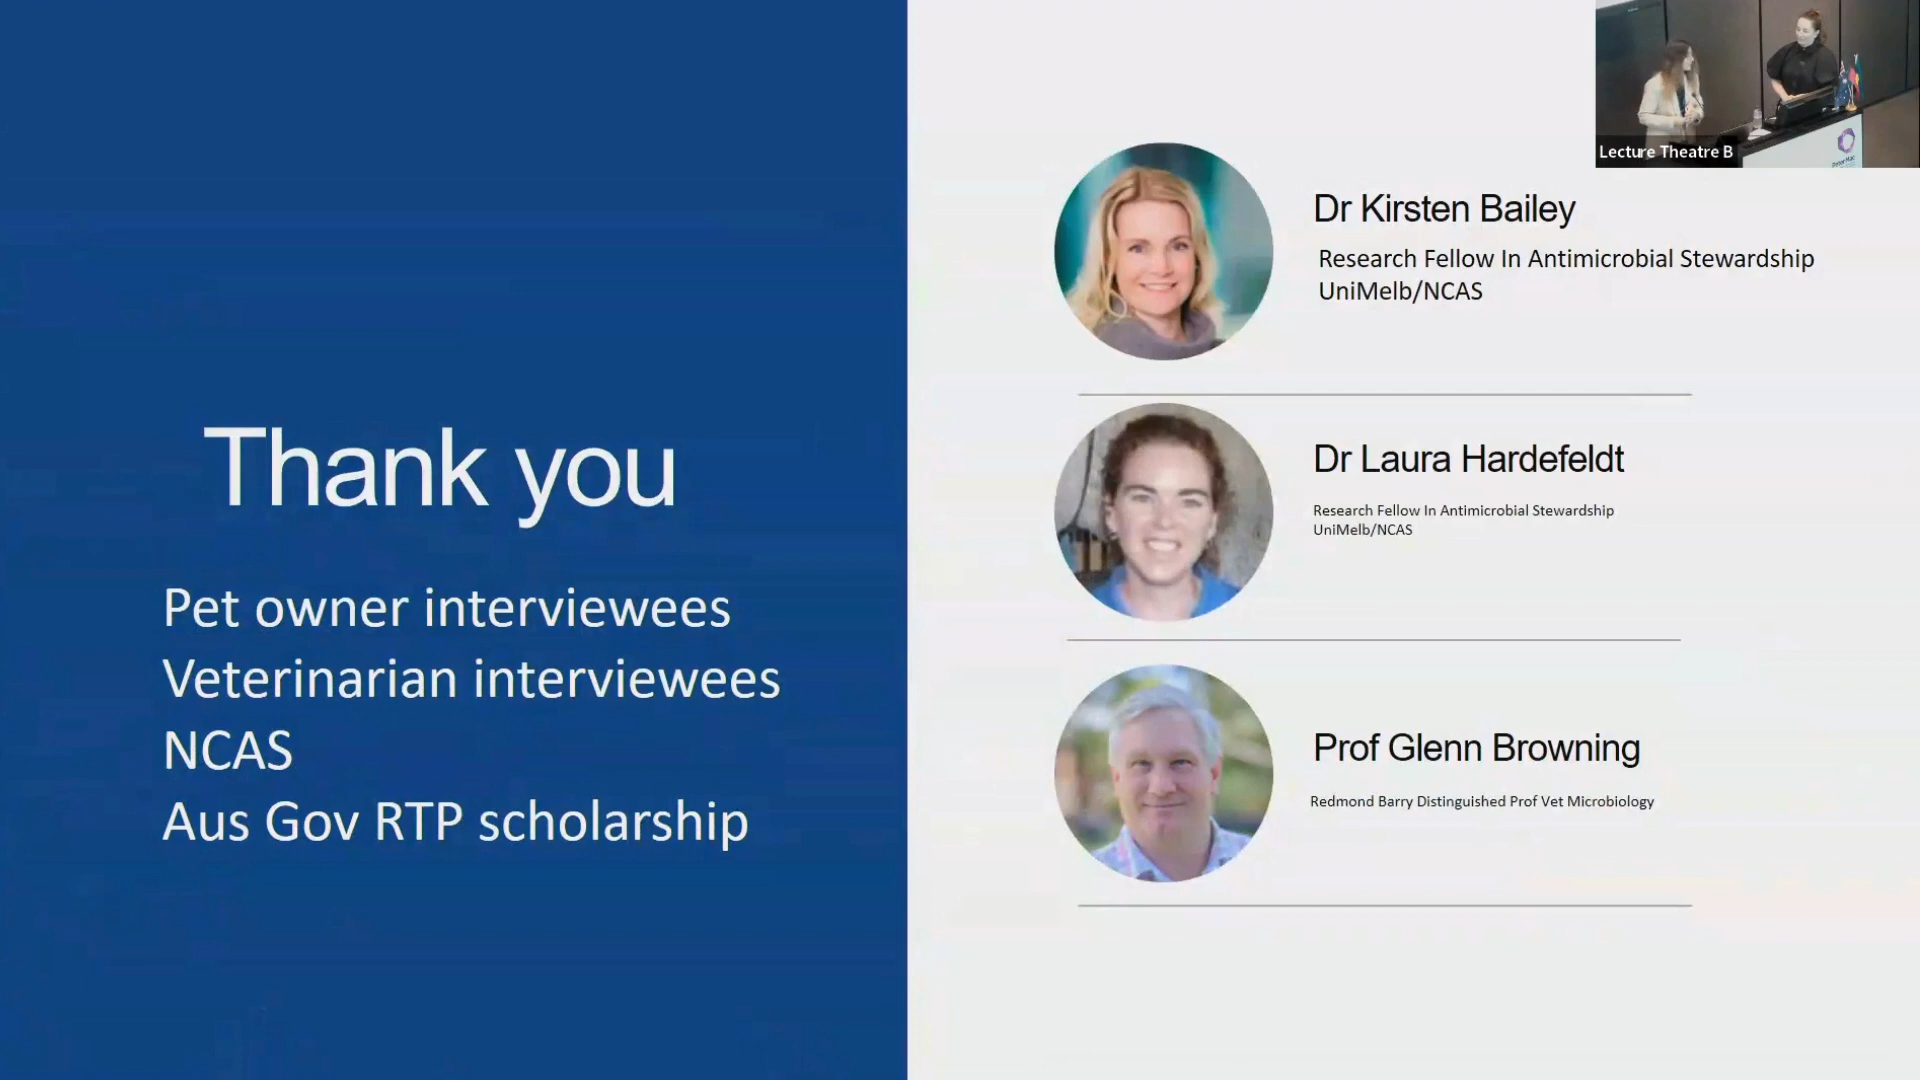 Thank you
Pet owner interviewees
Veterinarian interviewees
NCAS
Aus Gov RTP scholarship
Lecture Theatre B
Dr Kirsten Bailey
Research Fellow In Antimicrobial Stewardship
UniMelb/NCAS
Dr Laura Hardefeldt
Research Fellow In Antimicrobial Stewardship
UniMelb/NCAS
Prof Glenn Browning
Redmond Barry Distinguished Prof Vet Microbiology